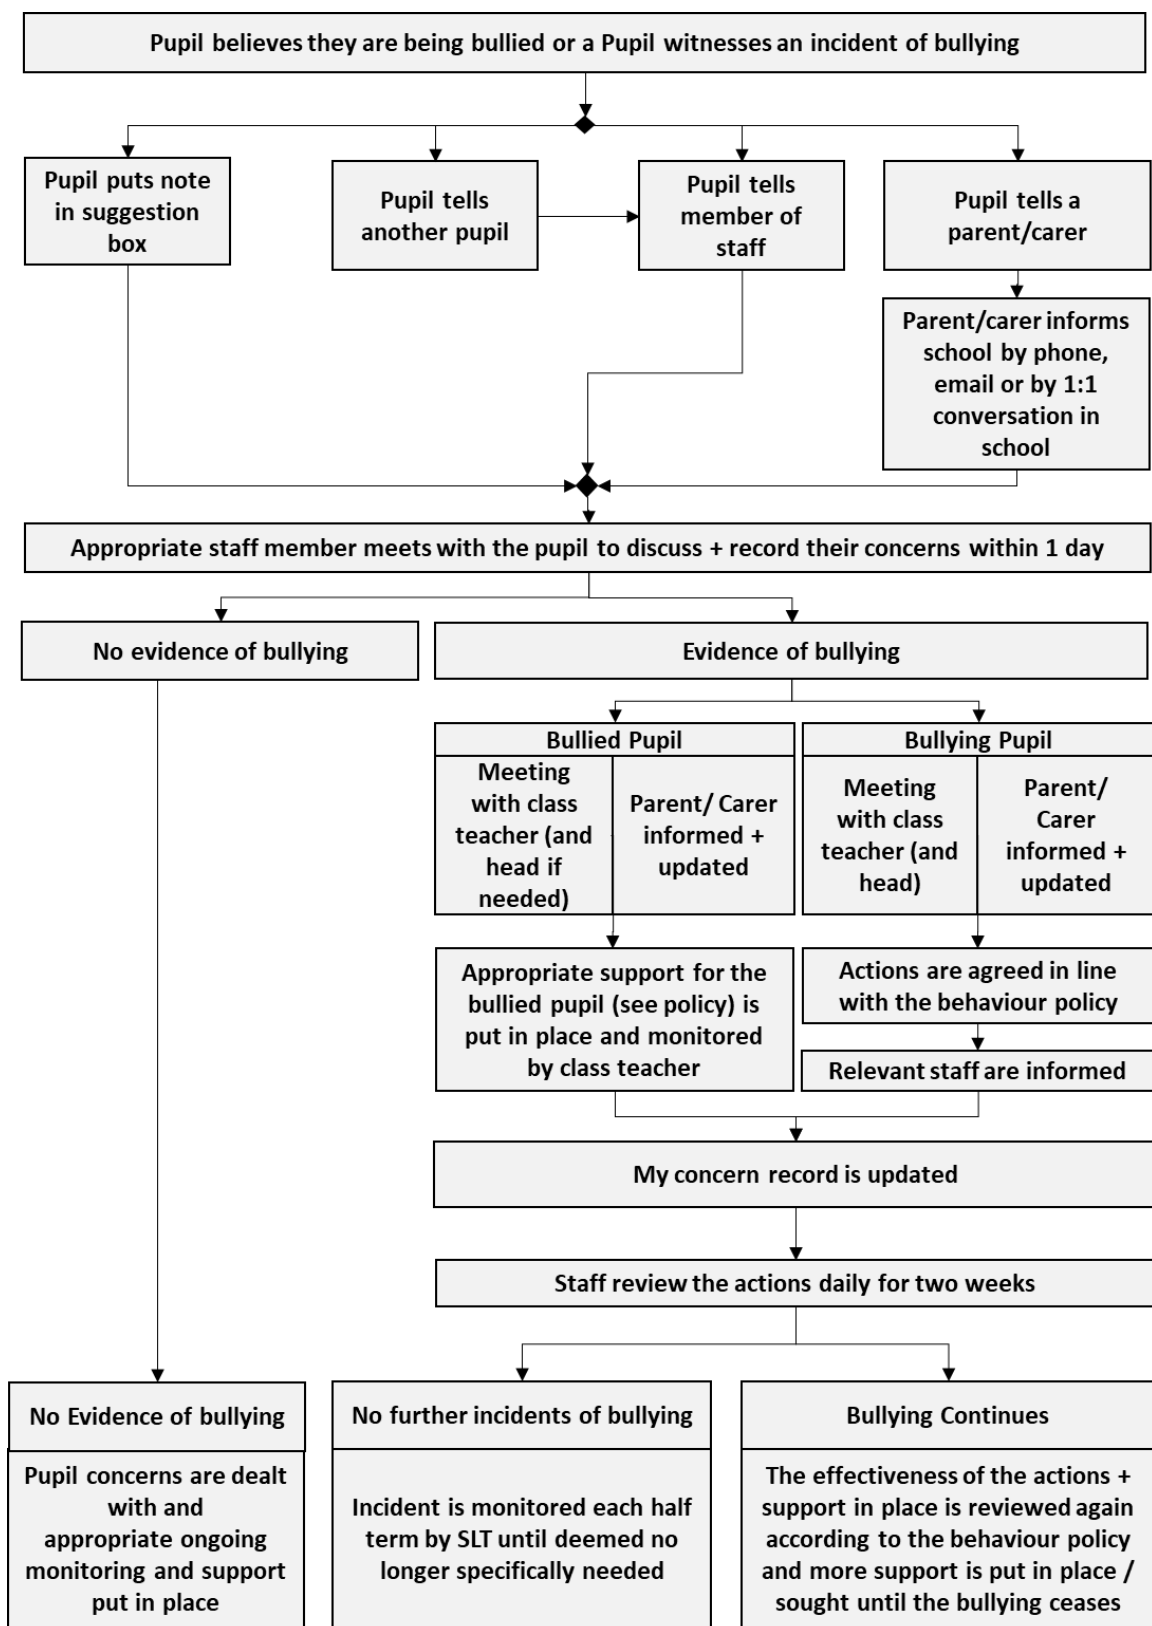 Pupil believes they are being bullied or a Pupil witnesses an incident of bullying
Pupil puts note
in suggestion
box
Pupil tells
another pupil
Pupil tells
member of
staff
Pupil tells a
parent/carer
Parent/carer informs
school by phone,
email or by 1:1
conversation in
school
Appropriate staff member meets with the pupil to discuss + record their concerns within 1 day
No evidence of bullying
Evidence of bullying
Bullied Pupil
Meeting
with class
teacher (and
head if
needed)
Parent/ Carer
informed +
updated
Bullying Pupil
Meeting
with class
teacher (and
head)
Parent/
Carer
informed +
updated
Appropriate support for the
bullied pupil (see policy) is
put in place and monitored
by class teacher
Actions are agreed in line
with the behaviour policy
Relevant staff are informed
My concern record is updated
Staff review the actions daily for two weeks
No Evidence of bullying
Pupil concerns are dealt
with and
appropriate ongoing
monitoring and support
put in place
No further incidents of bullying
Incident is monitored each half
term by SLT until deemed no
longer specifically needed
Bullying Continues
The effectiveness of the actions +
support in place is reviewed again
according to the behaviour policy
and more support is put in place /
sought until the bullying ceases